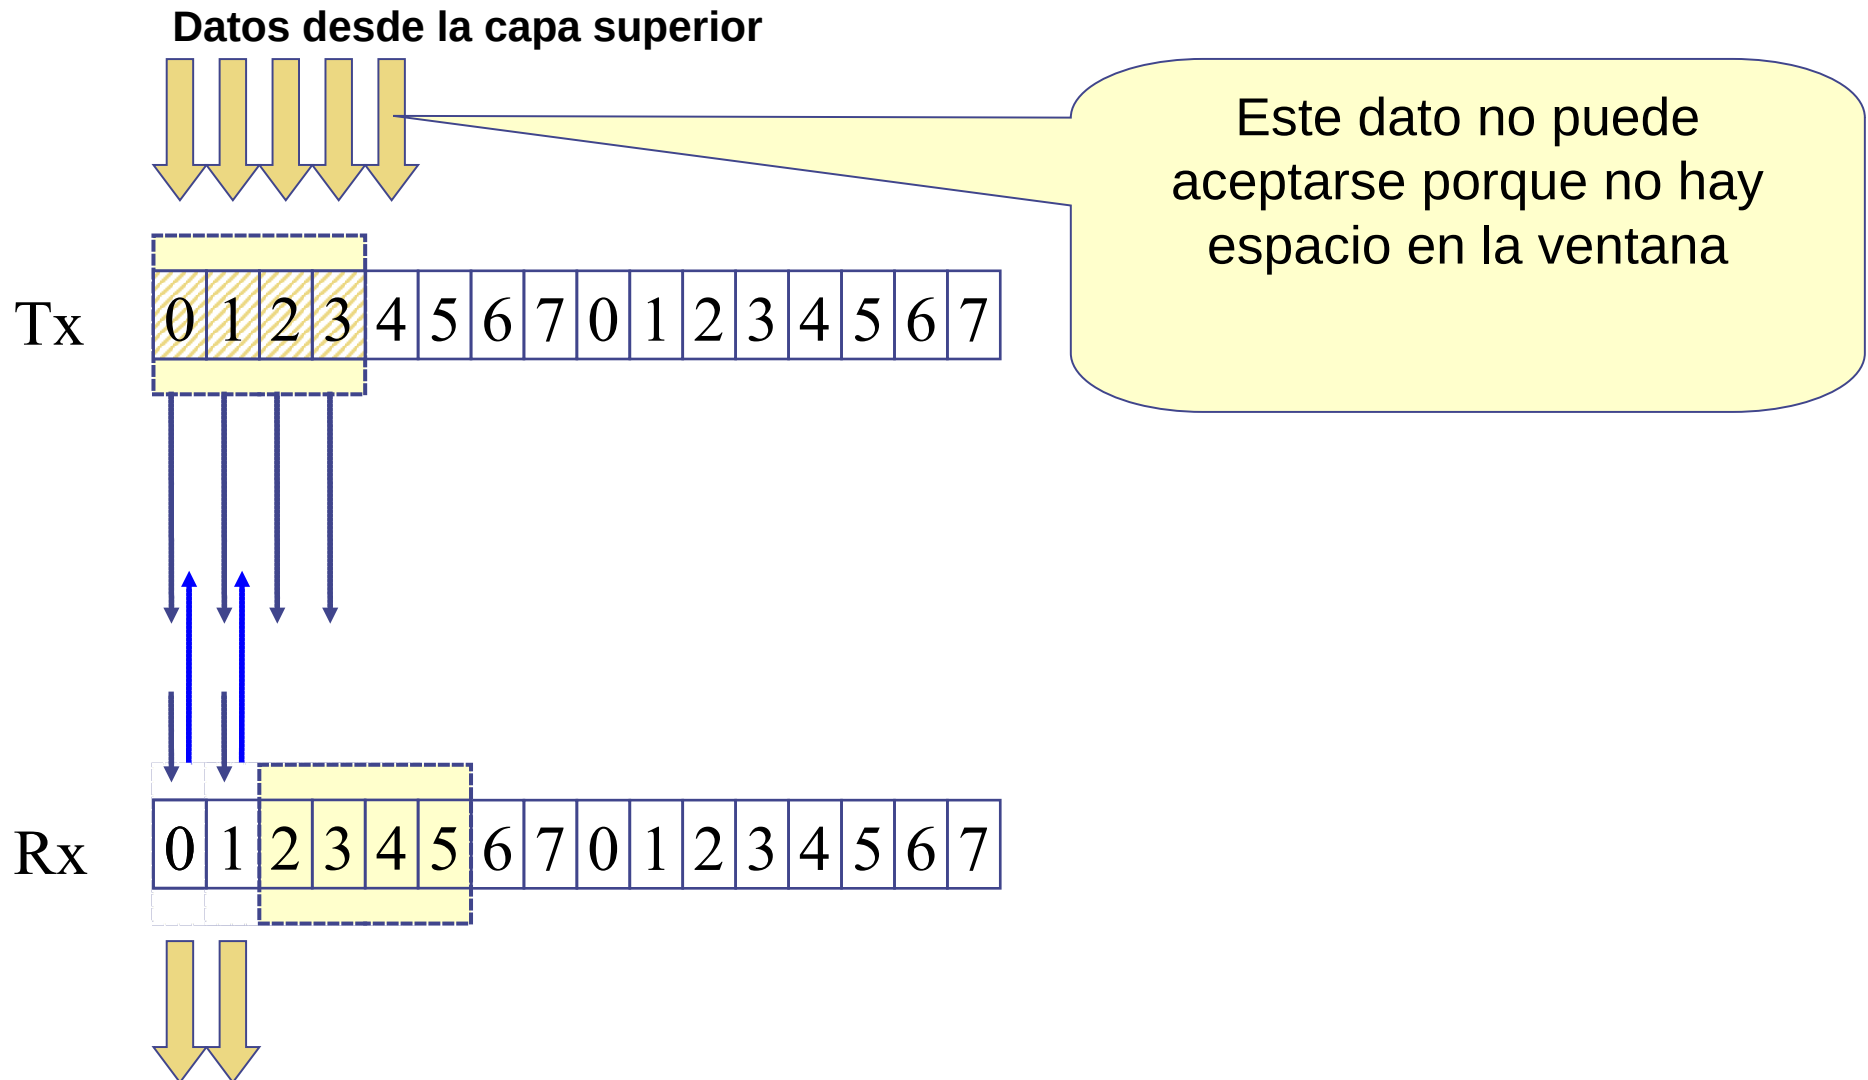 Datos desde la capa superior
Este dato no puede
aceptarse porque no hay
espacio en la ventana
Tx 0 1 2 3 4 5 6 7 0 1 2 3 4 5 6 7
Rx 0 1 2 3 4 5 6 7 0 1 2 3 4 5 6 7